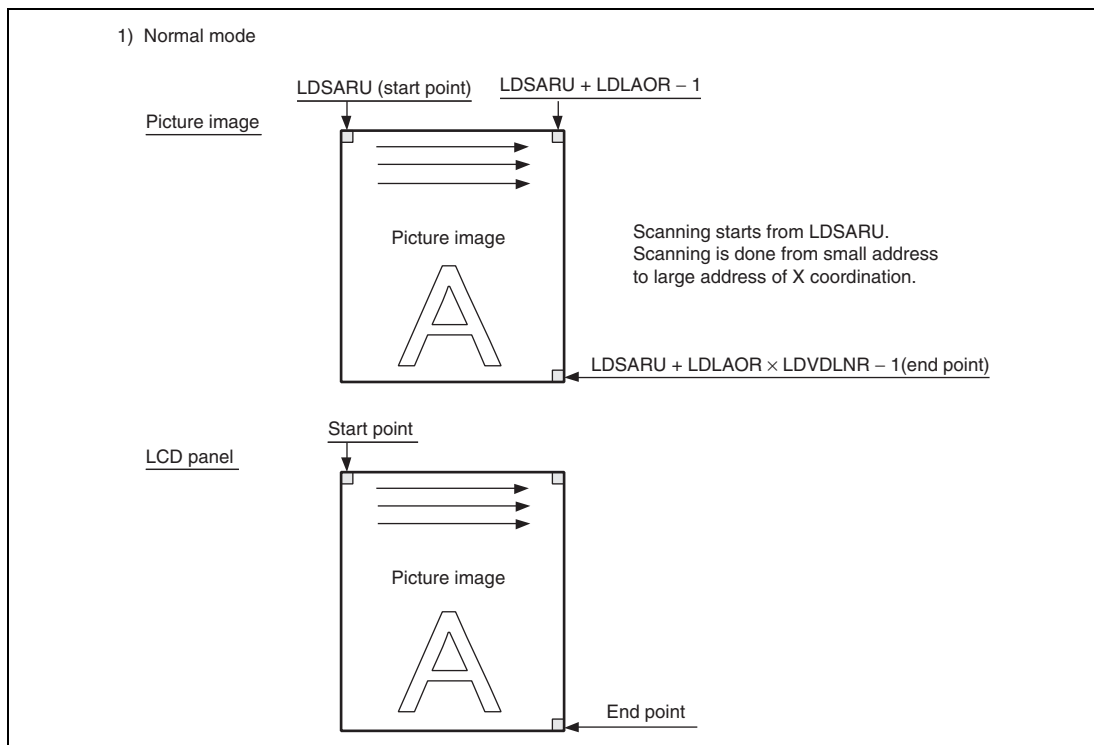 1) Normal mode
LDSARU (start point)
LDSARU + LDLAOR – 1
Picture image
Picture image
A
Scanning starts from LDSARU.
Scanning is done from small address
to large address of X coordination.
LDSARU + LDLAOR × LDVDLNR – 1(end point)
Start point
LCD panel
Picture image
A
End point